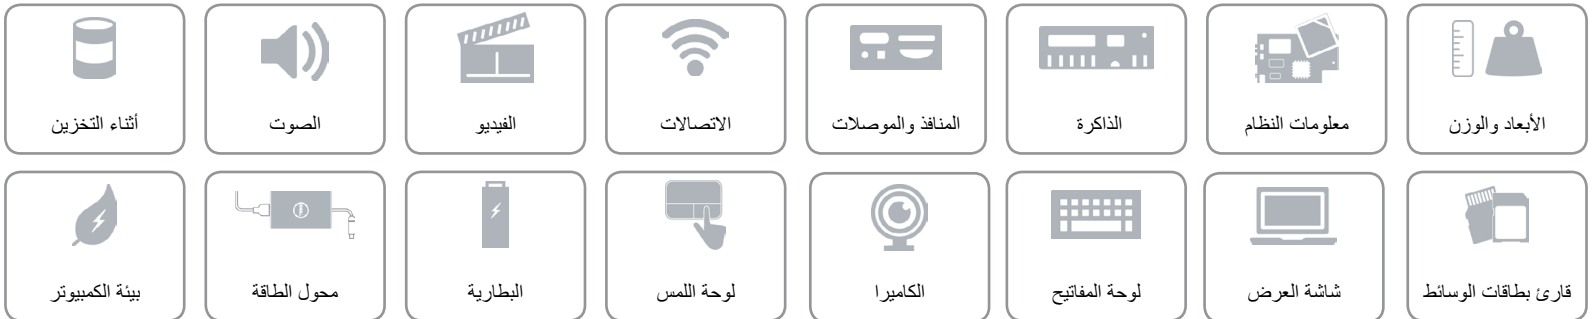 الأبعاد والوزن
معلومات النظام
الذاكرة
المنافذ والموصلات
الاتصالات
الفيديو
الصوت
أثناء التخزين
قارئ بطاقات الوسائط
شاشة العرض
لوحة المفاتيح
الكاميرا
لوحة اللمس
البطارية
محول الطاقة
بيئة الكمبيوتر